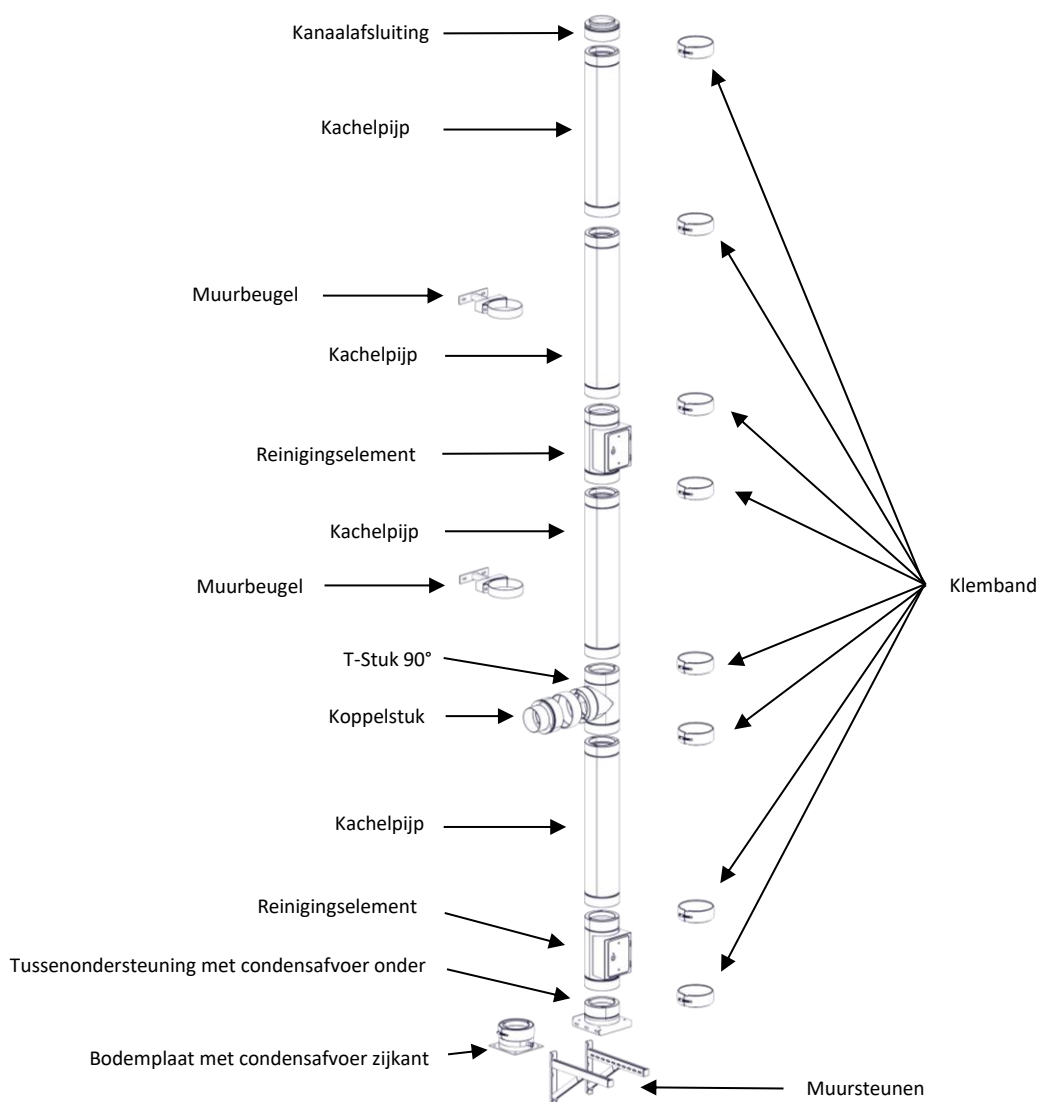 Kanaalafsluiting
Kachelpijp
Muurbeugel
Kachelpijp
Reinigingselement
Kachelpijp
Muurbeugel
Klemband
T-Stuk 90°
Koppelstuk
Kachelpijp
Reinigingselement
Tussenondersteuning met condensafvoer onder
Bodemplaat met condensafvoer zijkant
Muursteunen